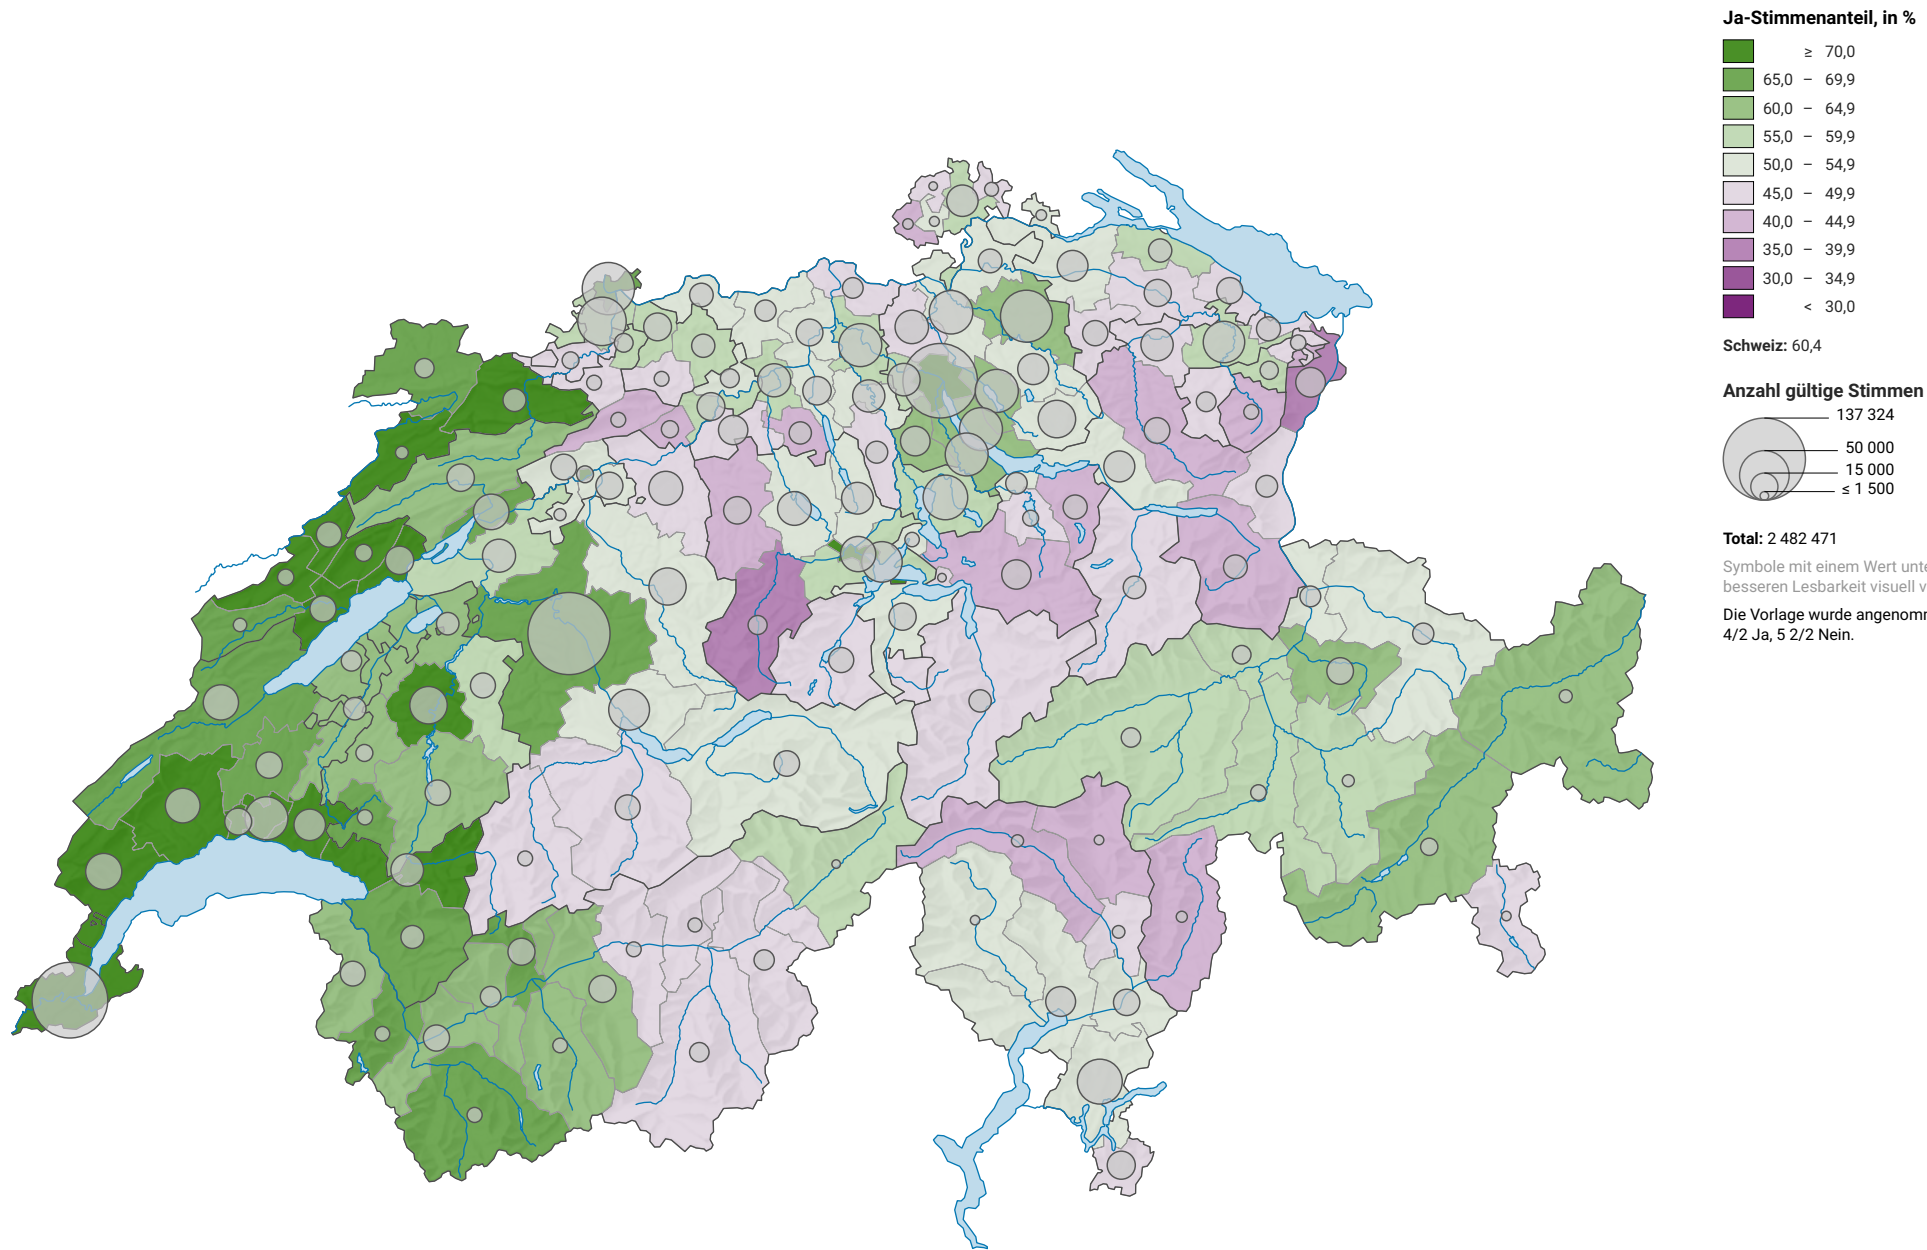 Ja-Stimmenanteil, in %
≥ 70,0
65,0 – 69,9
60,0 – 64,9
55,0 – 59,9
50,0 – 54,9
45,0 – 49,9
40,0 – 44,9
35,0 – 39,9
30,0 – 34,9
< 30,0
Schweiz: 60,4
Anzahl gültige Stimmen
137 324
50 000
15 000
≤ 1 500
Total: 2 482 471
Symbole mit einem Wert unte
besseren Lesbarkeit visuell v
Die Vorlage wurde angenomm
4/2 Ja, 5 2/2 Nein.